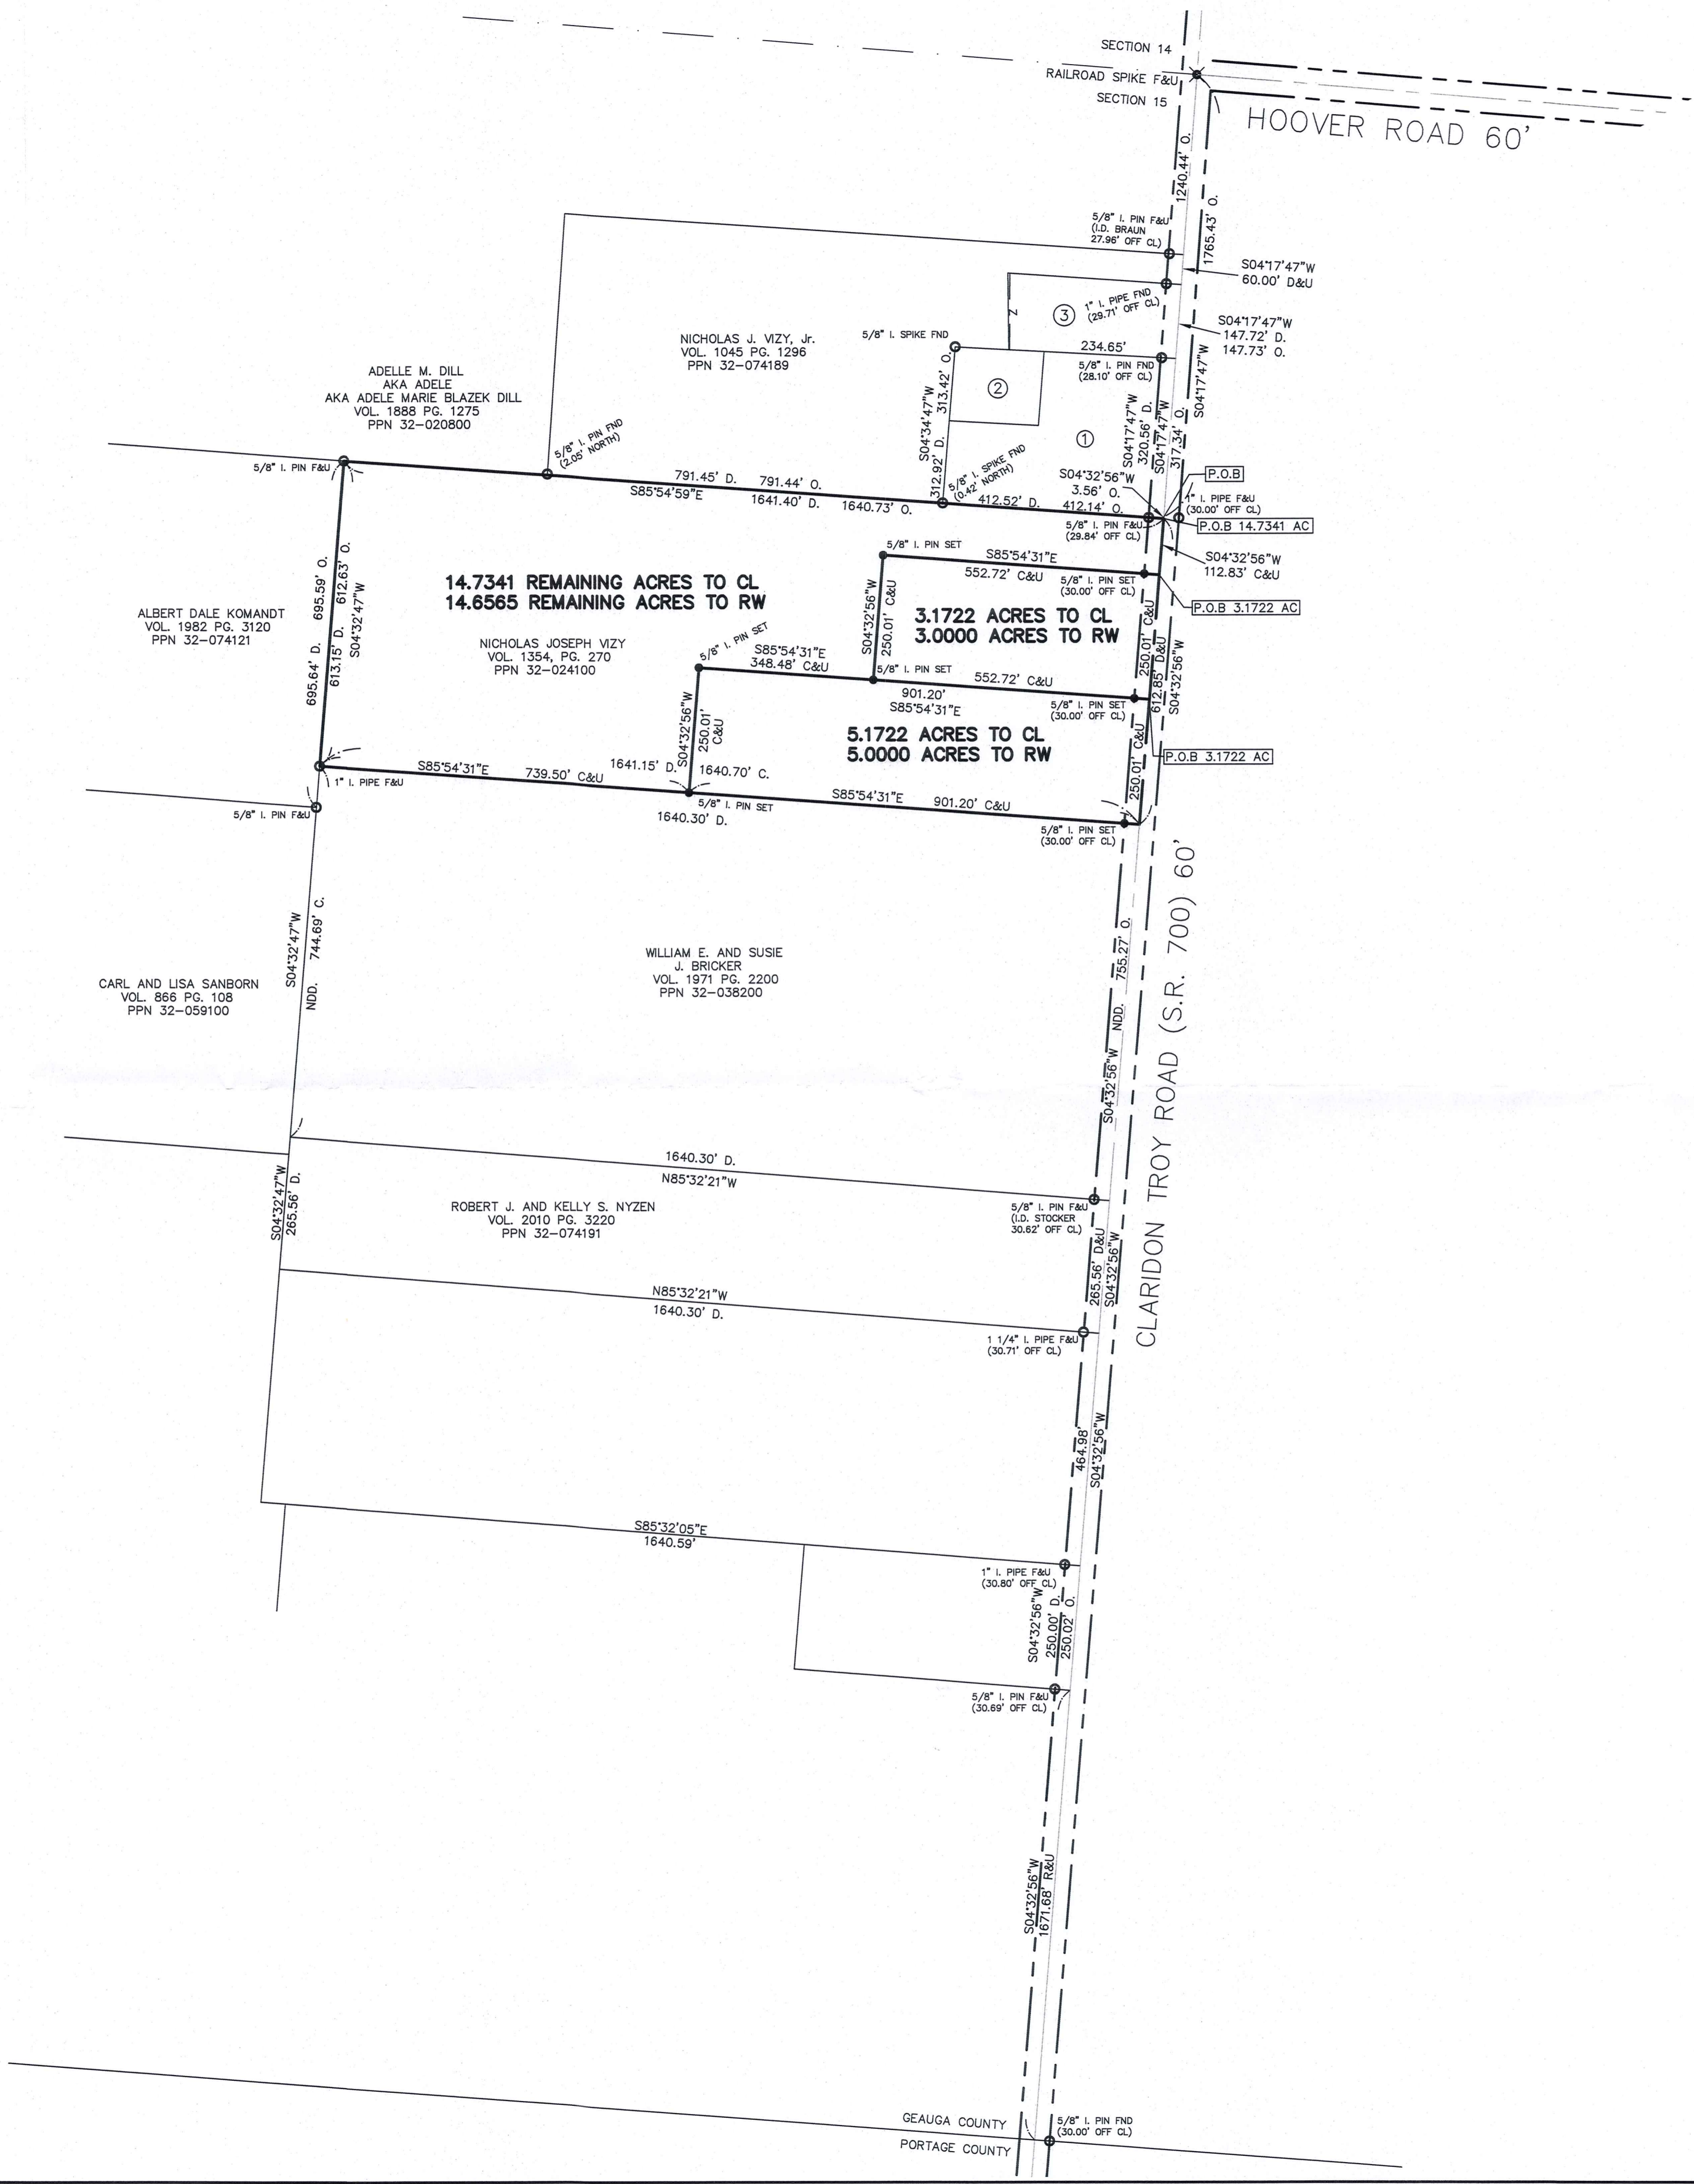 SECTION 14
RAILROAD SPIKE F&U
SECTION 15
HOOVER ROAD 60'
1240.44' O.
1765.43' O.
5/8" I. PIN F&U
(I.D. BRAUN
27.96' OFF CL)
S04°17'47"W
60.00' D&U
1" I. PIPE FND
(29.71' OFF CL)
3
S04°17'47"W
147.72' D.
147.73' O.
S04°17'47"W
5/8" I. SPIKE FND
234.65'
5/8" I. PIN FND
(28.10' OFF CL)
NICHOLAS J. VIZY, Jr.
VOL. 1045 PG. 1296
PPN 32-074189
2
1
Z
ADELLE M. DILL
AKA ADELE
AKA ADELE MARIE BLAZEK DILL
VOL. 1888 PG. 1275
PPN 32-020800
S04°34'47"W
313.42' O.
312.92' D.
S04°17'47"W
320.56' D.
S04°17'47"W
317.34' O.
5/8" I. PIN F&U
5/8" I. PIN FND
(2.05' NORTH)
5/8" I. SPIKE FND
(0.42' NORTH)
S04°32'56"W
3.56' O.
P.O.B
1" I. PIPE F&U
(30.00' OFF CL)
P.O.B 14.7341 AC
791.45' D. 791.44' O.
S85°54'59"E 1641.40' D. 1640.73' O.
412.52' D.
412.14' O.
5/8" I. PIN F&U
(29.84' OFF CL)
S04°32'56"W
112.83' C&U
5/8" I. PIN SET
S85°54'31"E
552.72' C&U
5/8" I. PIN SET
(30.00' OFF CL)
P.O.B 3.1722 AC
695.64' D. 695.59' O.
613.15' D. 612.63' O.
S04°32'47"W
14.7341 REMAINING ACRES TO CL
14.6565 REMAINING ACRES TO RW
ALBERT DALE KOMANDT
VOL. 1982 PG. 3120
PPN 32-074121
NICHOLAS JOSEPH VIZY
VOL. 1354, PG. 270
PPN 32-024100
S04°32'56"W
250.01' C&U
3.1722 ACRES TO CL
3.0000 ACRES TO RW
250.01' C&U
612.85' D&U
S04°32'56"W
5/8" I. PIN SET
S85°54'31"E
348.48' C&U
5/8" I. PIN SET
552.72' C&U
901.20'
S85°54'31"E
5/8" I. PIN SET
(30.00' OFF CL)
S04°32'56"W
250.01'
C&U
5.1722 ACRES TO CL
5.0000 ACRES TO RW
250.01' C&U
P.O.B 3.1722 AC
1" I. PIPE F&U
S85°54'31"E 739.50' C&U
1641.15' D. 1640.70' C.
5/8" I. PIN SET
1640.30' D.
S85°54'31"E 901.20' C&U
5/8" I. PIN SET
(30.00' OFF CL)
5/8" I. PIN F&U
S04°32'47"W
NDD. 744.69' C.
CARL AND LISA SANBORN
VOL. 866 PG. 108
PPN 32-059100
WILLIAM E. AND SUSIE
J. BRICKER
VOL. 1971 PG. 2200
PPN 32-038200
S04°32'56"W NDD. 755.27' O.
CLARIDON TROY ROAD (S.R. 700) 60'
1640.30' D.
N85°32'21"W
S04°32'47"W
265.56' D.
ROBERT J. AND KELLY S. NYZEN
VOL. 2010 PG. 3220
PPN 32-074191
5/8" I. PIN F&U
(I.D. STOCKER
30.62' OFF CL)
265.56' D&U
S04°32'56"W
N85°32'21"W
1640.30' D.
1 1/4" I. PIPE F&U
(30.71' OFF CL)
464.98'
S04°32'56"W
S85°32'05"E
1640.59'
1" I. PIPE F&U
(30.80' OFF CL)
S04°32'56"W
250.00' D.
250.02' O.
5/8" I. PIN F&U
(30.69' OFF CL)
S04°32'56"W
1671.68' R&U
GEAUGA COUNTY
PORTAGE COUNTY
5/8" I. PIN FND
(30.00' OFF CL)